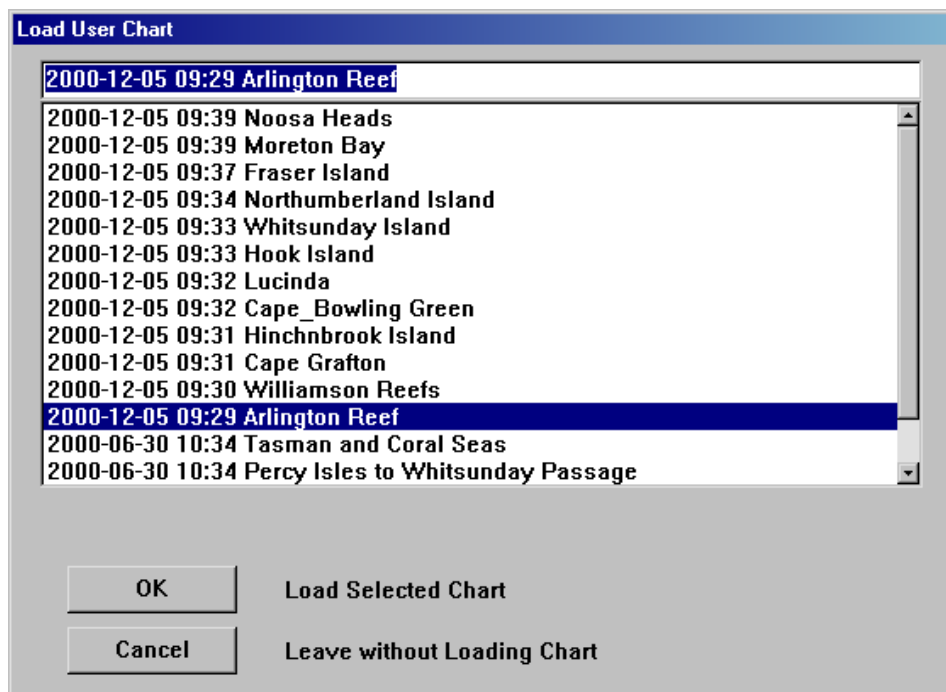 Load User Chart
2000-12-05 09:29 Arlington Reef
2000-12-05 09:39 Noosa Heads
2000-12-05 09:39 Moreton Bay
2000-12-05 09:37 Fraser Island
2000-12-05 09:34 Northumberland Island
2000-12-05 09:33 Whitsunday Island
2000-12-05 09:33 Hook Island
2000-12-05 09:32 Lucinda
2000-12-05 09:32 Cape_Bowling Green
2000-12-05 09:31 Hinchnbrook Island
2000-12-05 09:31 Cape Grafton
2000-12-05 09:30 Williamson Reefs
2000-12-05 09:29 Arlington Reef
2000-06-30 10:34 Tasman and Coral Seas
2000-06-30 10:34 Percy Isles to Whitsunday Passage
OK Load Selected Chart
Cancel Leave without Loading Chart